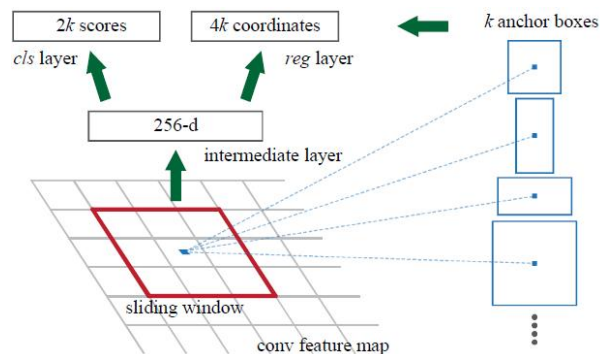 2k scores
4k coordinates
k anchor boxes
cls layer
reg layer
256-d
intermediate layer
sliding window
conv feature map